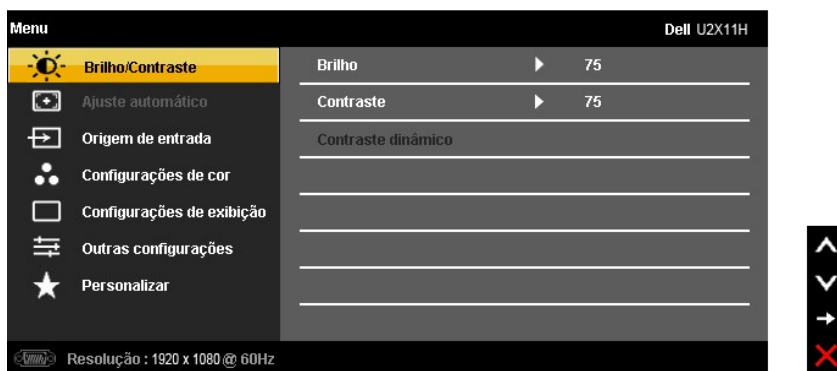 Menu
Dell U2X11H
Brilho/Contraste
Ajuste automático
Origem de entrada
Configurações de cor
Configurações de exibição
Outras configurações
Personalizar
Brilho 75
Contraste 75
Contraste dinâmico
Resolução : 1920 x 1080 @ 60Hz